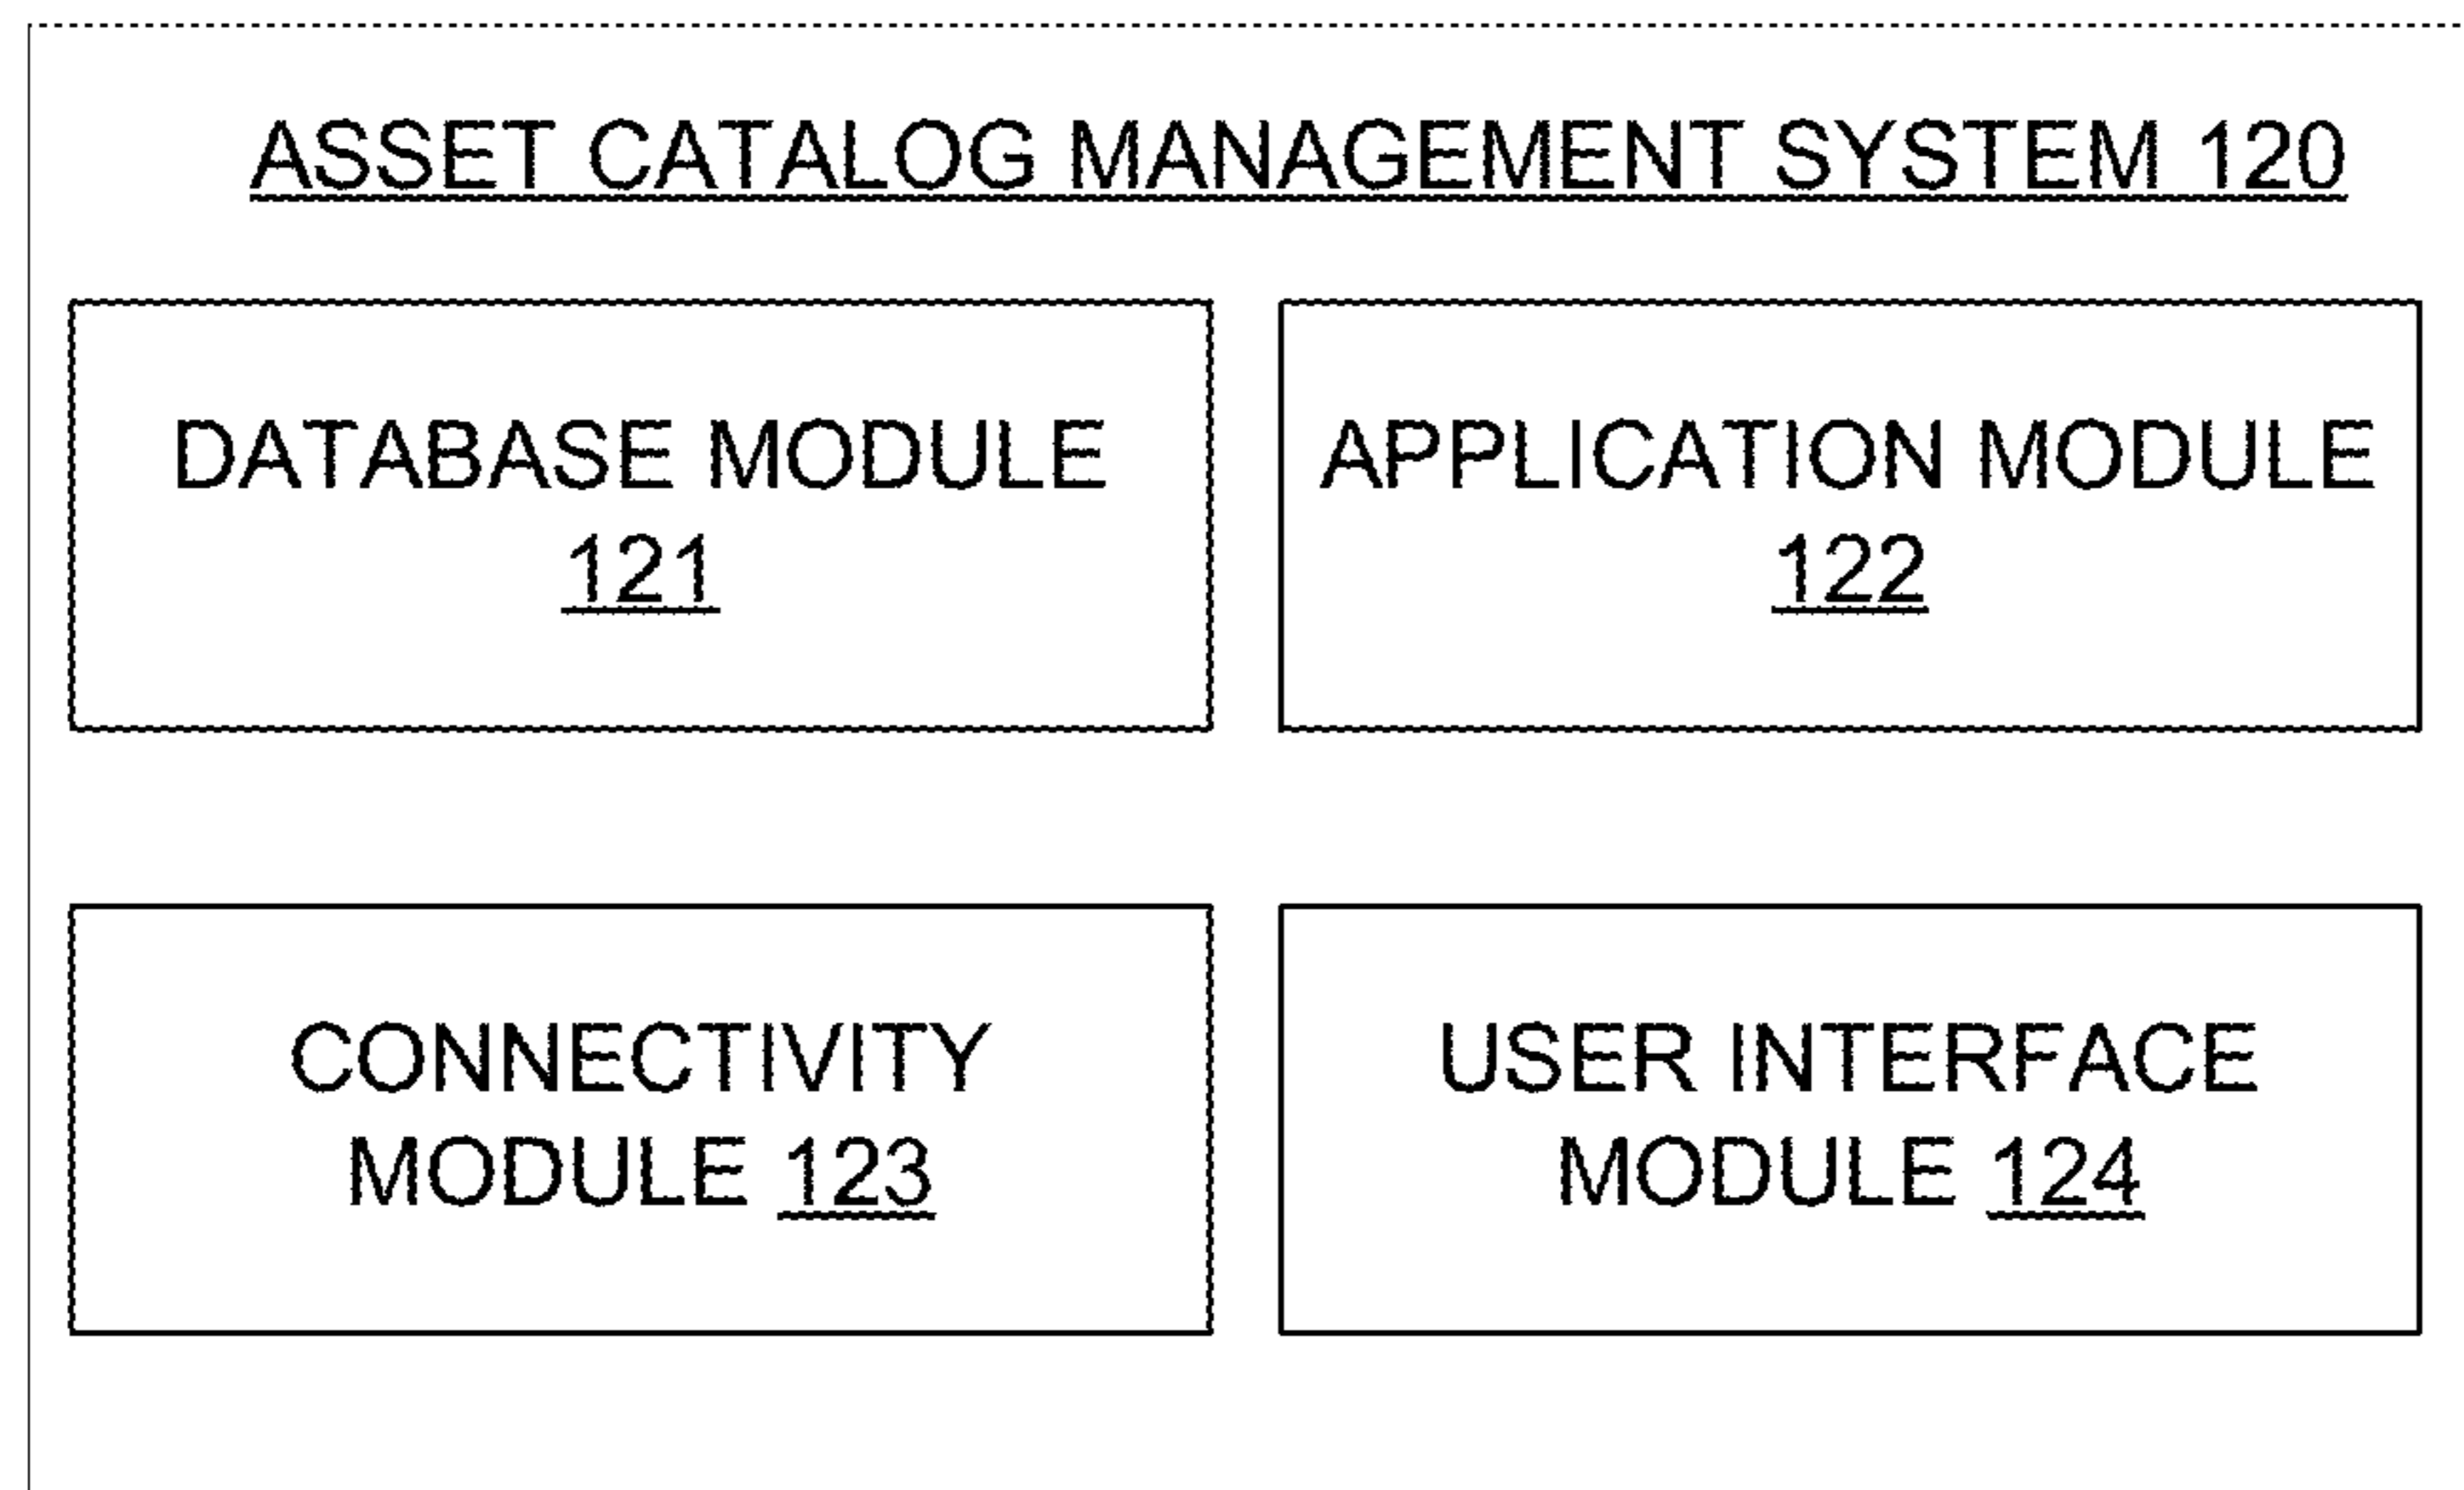 ASSET CATALOG MANAGEMENT SYSTEM 120
DATABASE MODULE
121
APPLICATION MODULE
122
CONNECTIVITY
MODULE 123
USER INTERFACE
MODULE 124